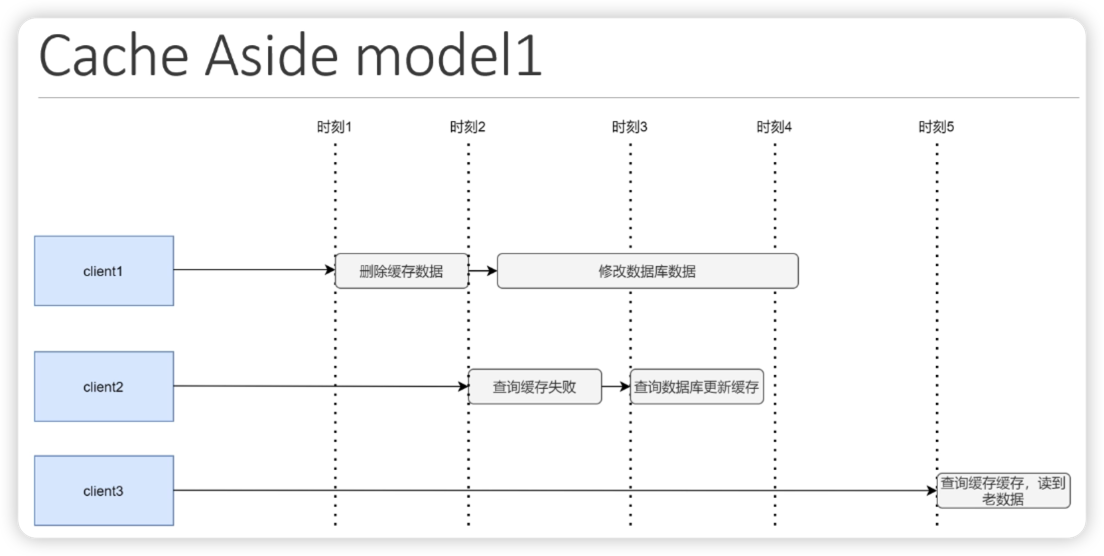 Cache Aside model1
时刻1 时刻2 时刻3 时刻4 时刻5
client1 删除缓存数据 修改数据库数据
client2 查询缓存失败 查询数据库更新缓存
client3 查询缓存缓存，读到
老数据